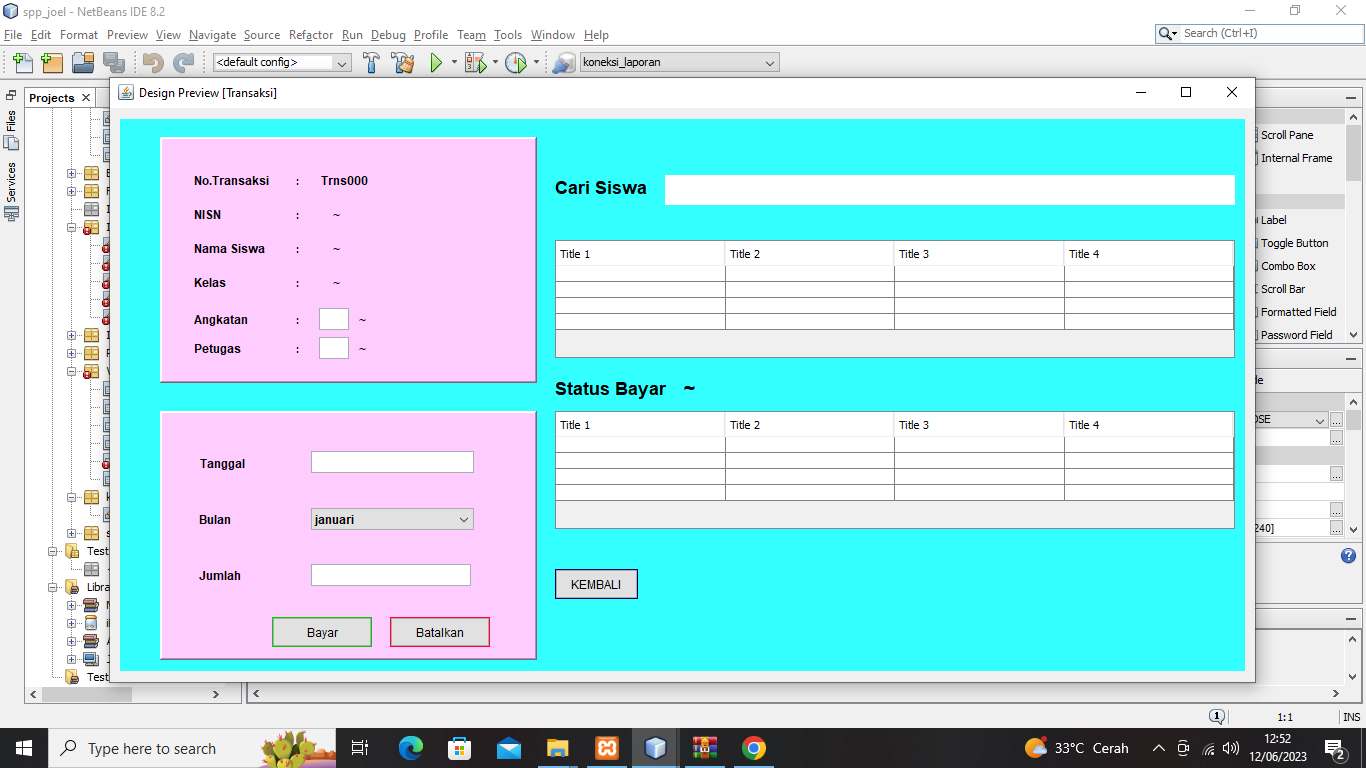 spp_joel - NetBeans IDE 8.2
File Edit Format Preview View Navigate Source Refactor Run Debug Profile Team Tools Window Help
Search (Ctrl+I)
<default config>
koneksi_laporan
Projects
Files
Services
Design Preview [Transaksi]
No.Transaksi : Trns000
NISN : ~
Nama Siswa : ~
Kelas : ~
Angkatan : ~
Petugas : ~
Tanggal
Bulan januari
Jumlah
Bayar Batalkan
Cari Siswa
Title 1 Title 2 Title 3 Title 4
Status Bayar ~
Title 1 Title 2 Title 3 Title 4
KEMBALI
Scroll Pane
Internal Frame
Label
Toggle Button
Combo Box
Scroll Bar
Formatted Field
Password Field
240]
Test
Libra
Test
1
1:1 INS
Type here to search
33°C Cerah
12:52
12/06/2023
2